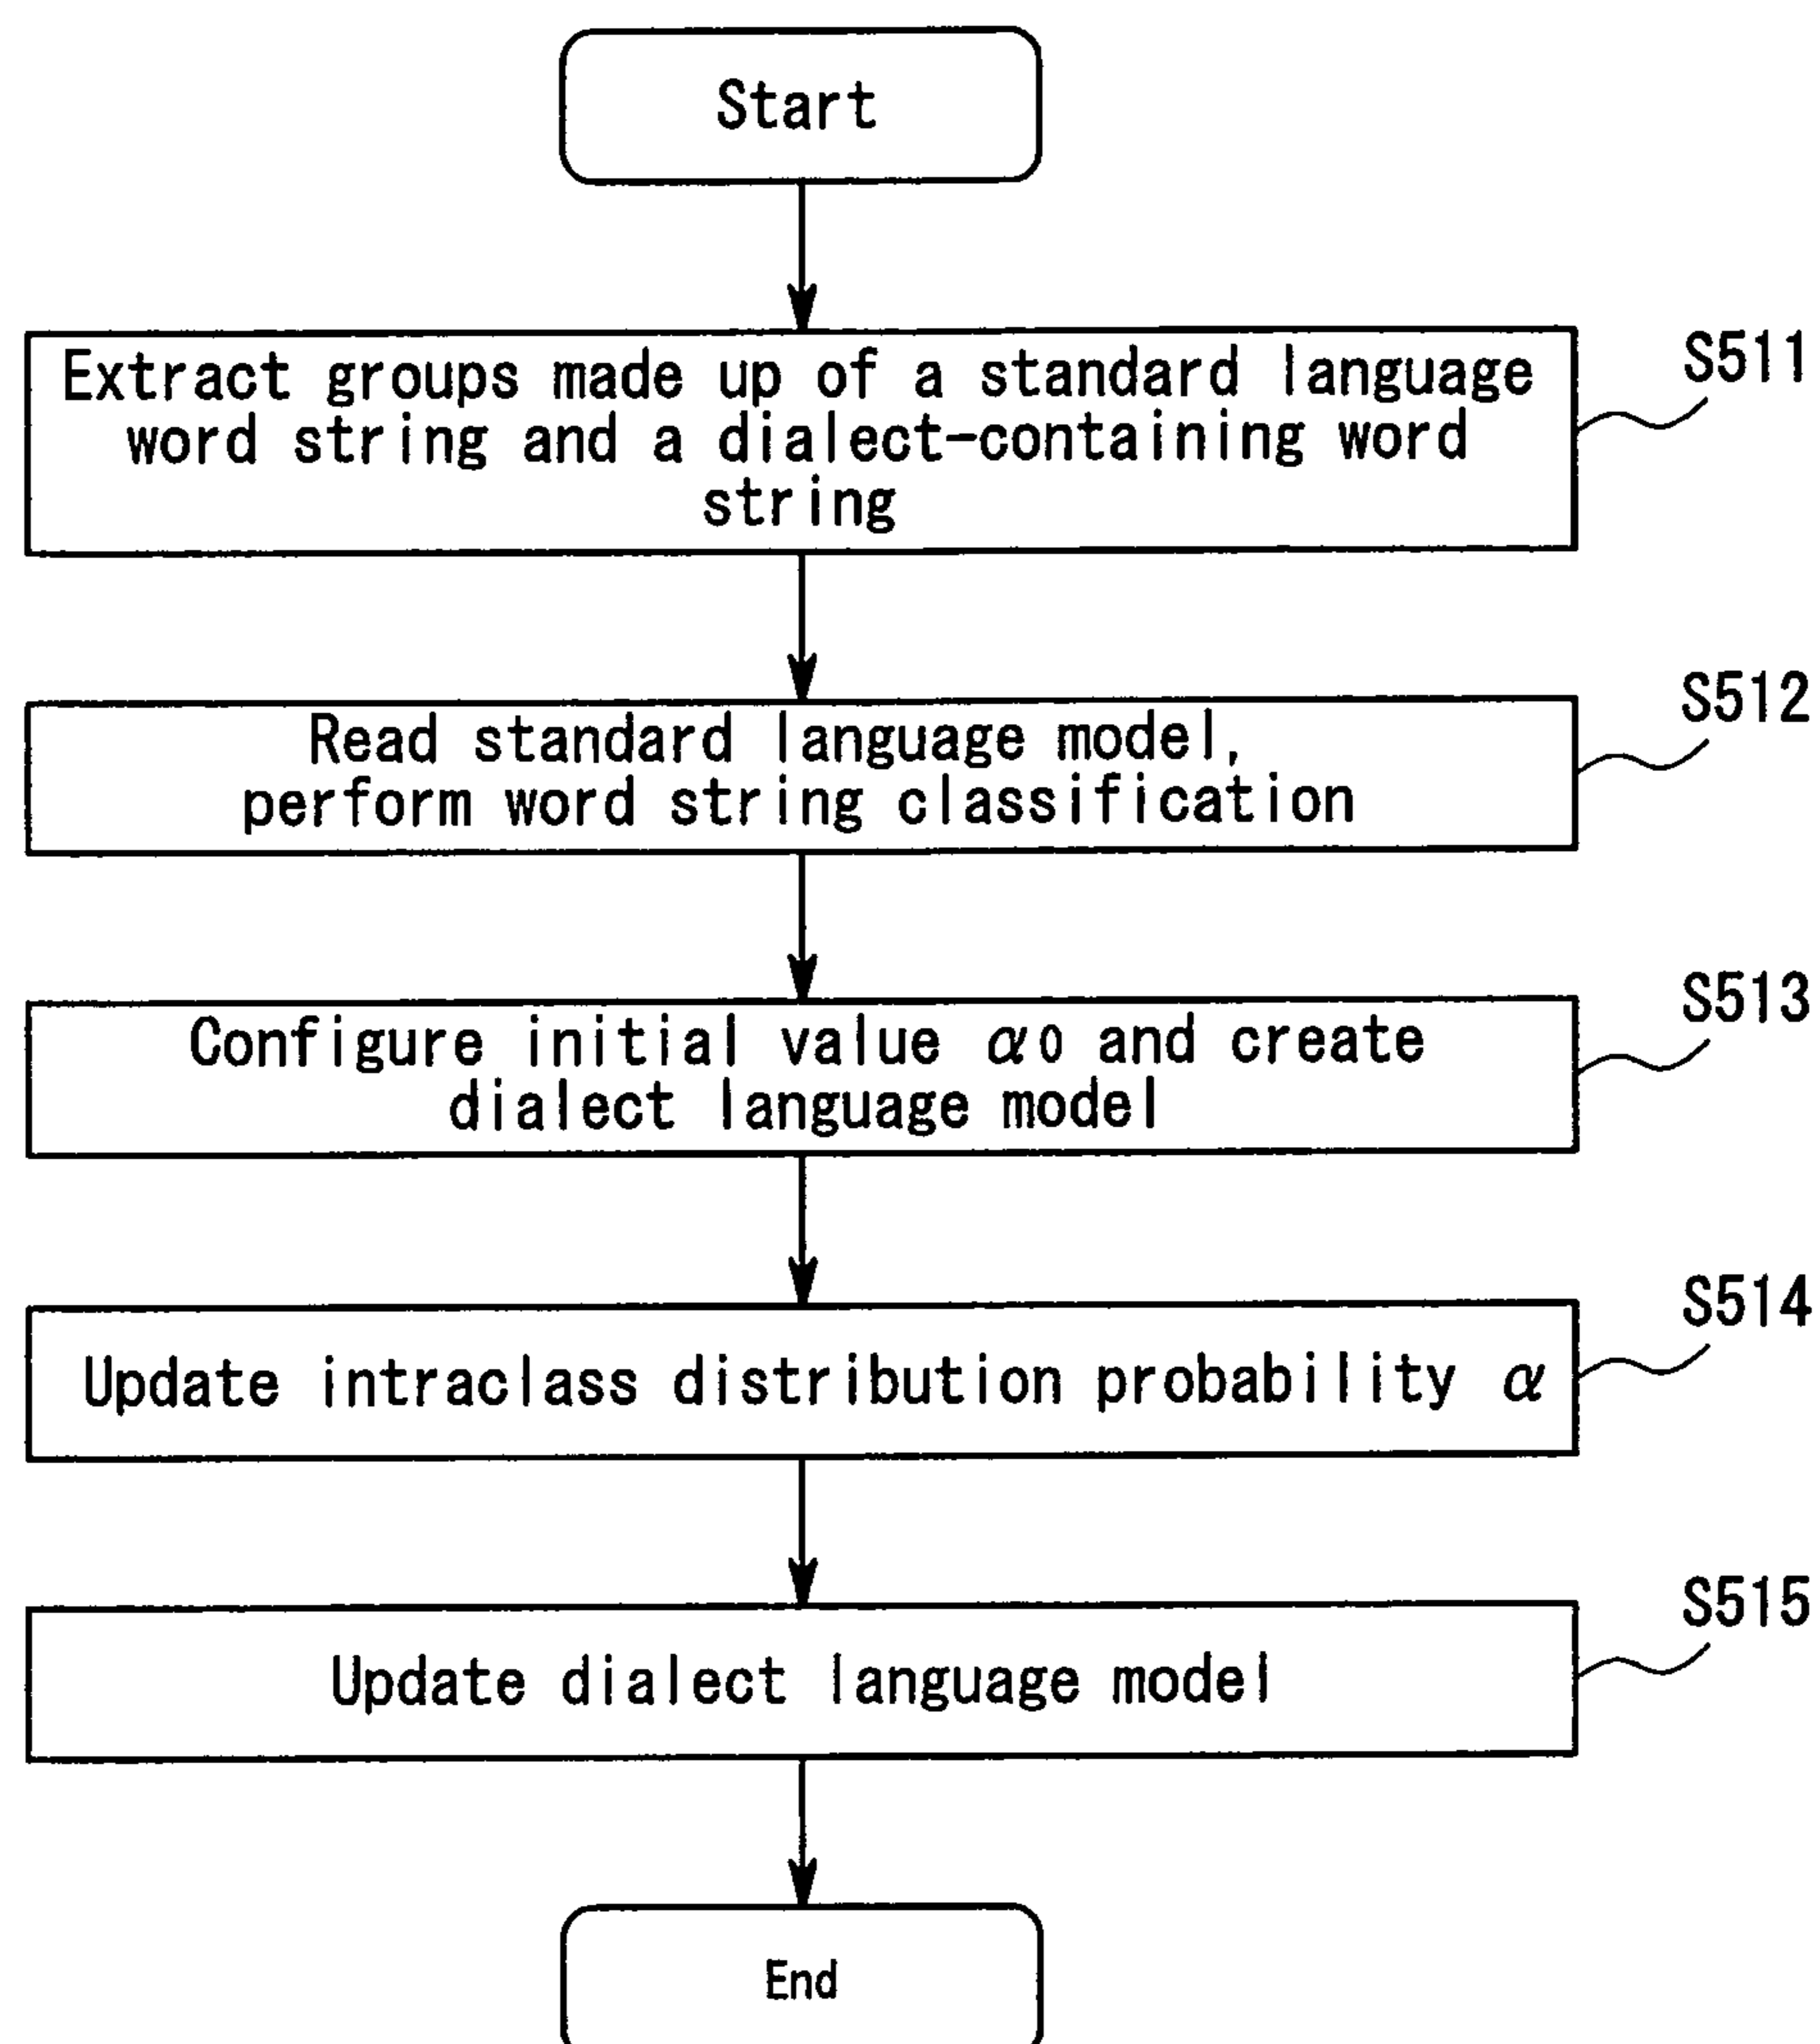 Start
Extract groups made up of a standard language
word string and a dialect-containing word
string
S511
Read standard language model,
perform word string classification
S512
Configure initial value α0 and create
dialect language model
S513
Update intraclass distribution probability α
S514
Update dialect language model
S515
End